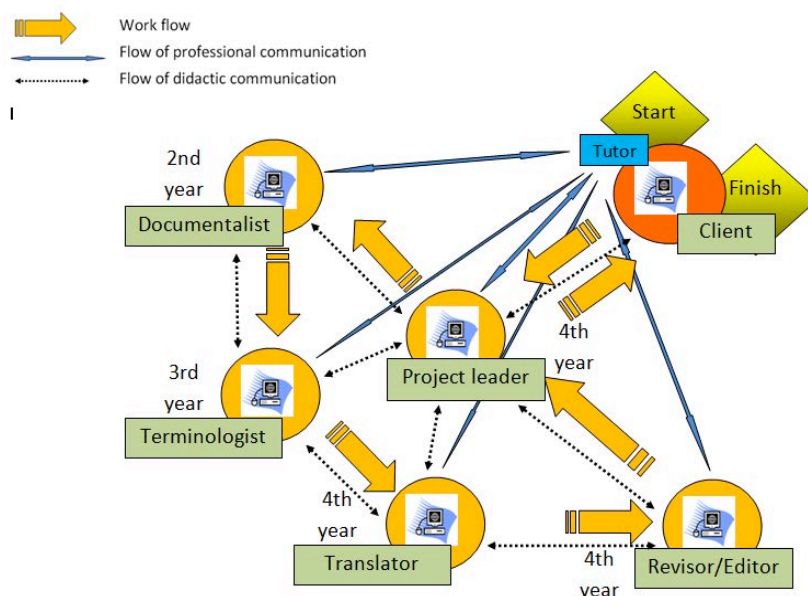 Work flow
Flow of professional communication
Flow of didactic communication
I
Start
Tutor
2nd
year
Finish
Documentalist
Client
4th
year
3rd
year
Project leader
Terminologist
4th
year
4th
year
Translator
Revisor/Editor